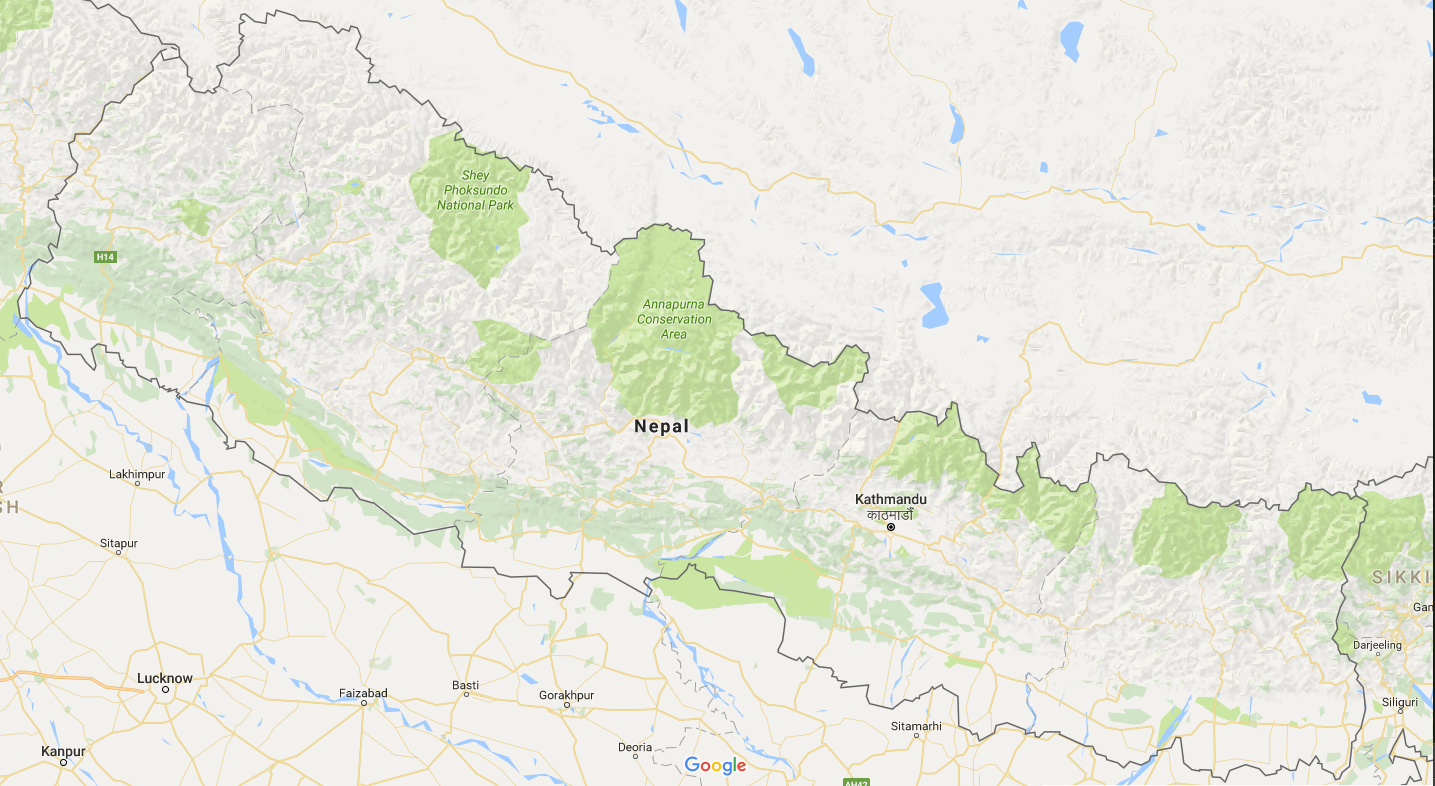 Shey
Phoksundo
National Park
H14
Annapurna
Conservation
Area
Nepal
Kathmandu
काठमाडौँ
Lakhimpur
SH
Sitapur
SIKKI
Gan
Darjeeling
Lucknow
Faizabad
Basti
Gorakhpur
Siliguri
Sitamarhi
Kanpur
Deoria
Google
AH42